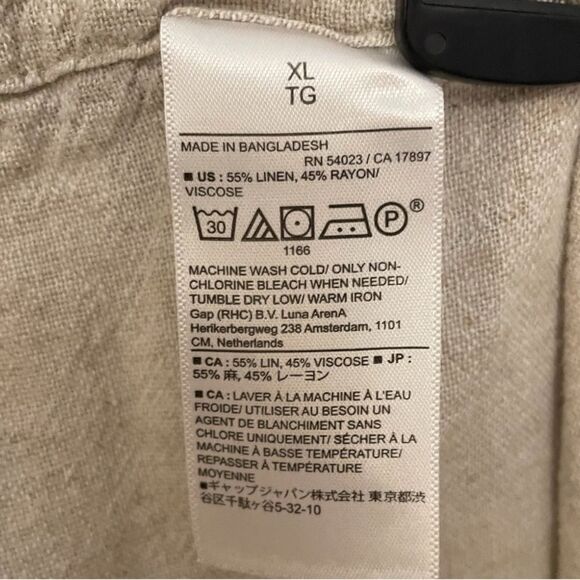 XL
TG
MADE IN BANGLADESH
RN 54023 / CA 17897
■ US : 55% LINEN, 45% RAYON/
VISCOSE
30 P ®
1166
MACHINE WASH COLD/ ONLY NON-
CHLORINE BLEACH WHEN NEEDED/
TUMBLE DRY LOW/ WARM IRON
Gap (RHC) B.V. Luna ArenA
Herikerbergweg 238 Amsterdam, 1101
CM, Netherlands
■ CA : 55% LIN, 45% VISCOSE ■ JP :
55% 麻, 45% レーヨン
■ CA : LAVER À LA MACHINE À L'EAU
FROIDE/ UTILISER AU BESOIN UN
AGENT DE BLANCHIMENT SANS
CHLORE UNIQUEMENT/ SÉCHER À LA
MACHINE À BASSE TEMPÉRATURE/
REPASSER À TEMPÉRATURE
MOYENNE
■ギャップジャパン株式会社 東京都渋
谷区千駄ヶ谷5-32-10